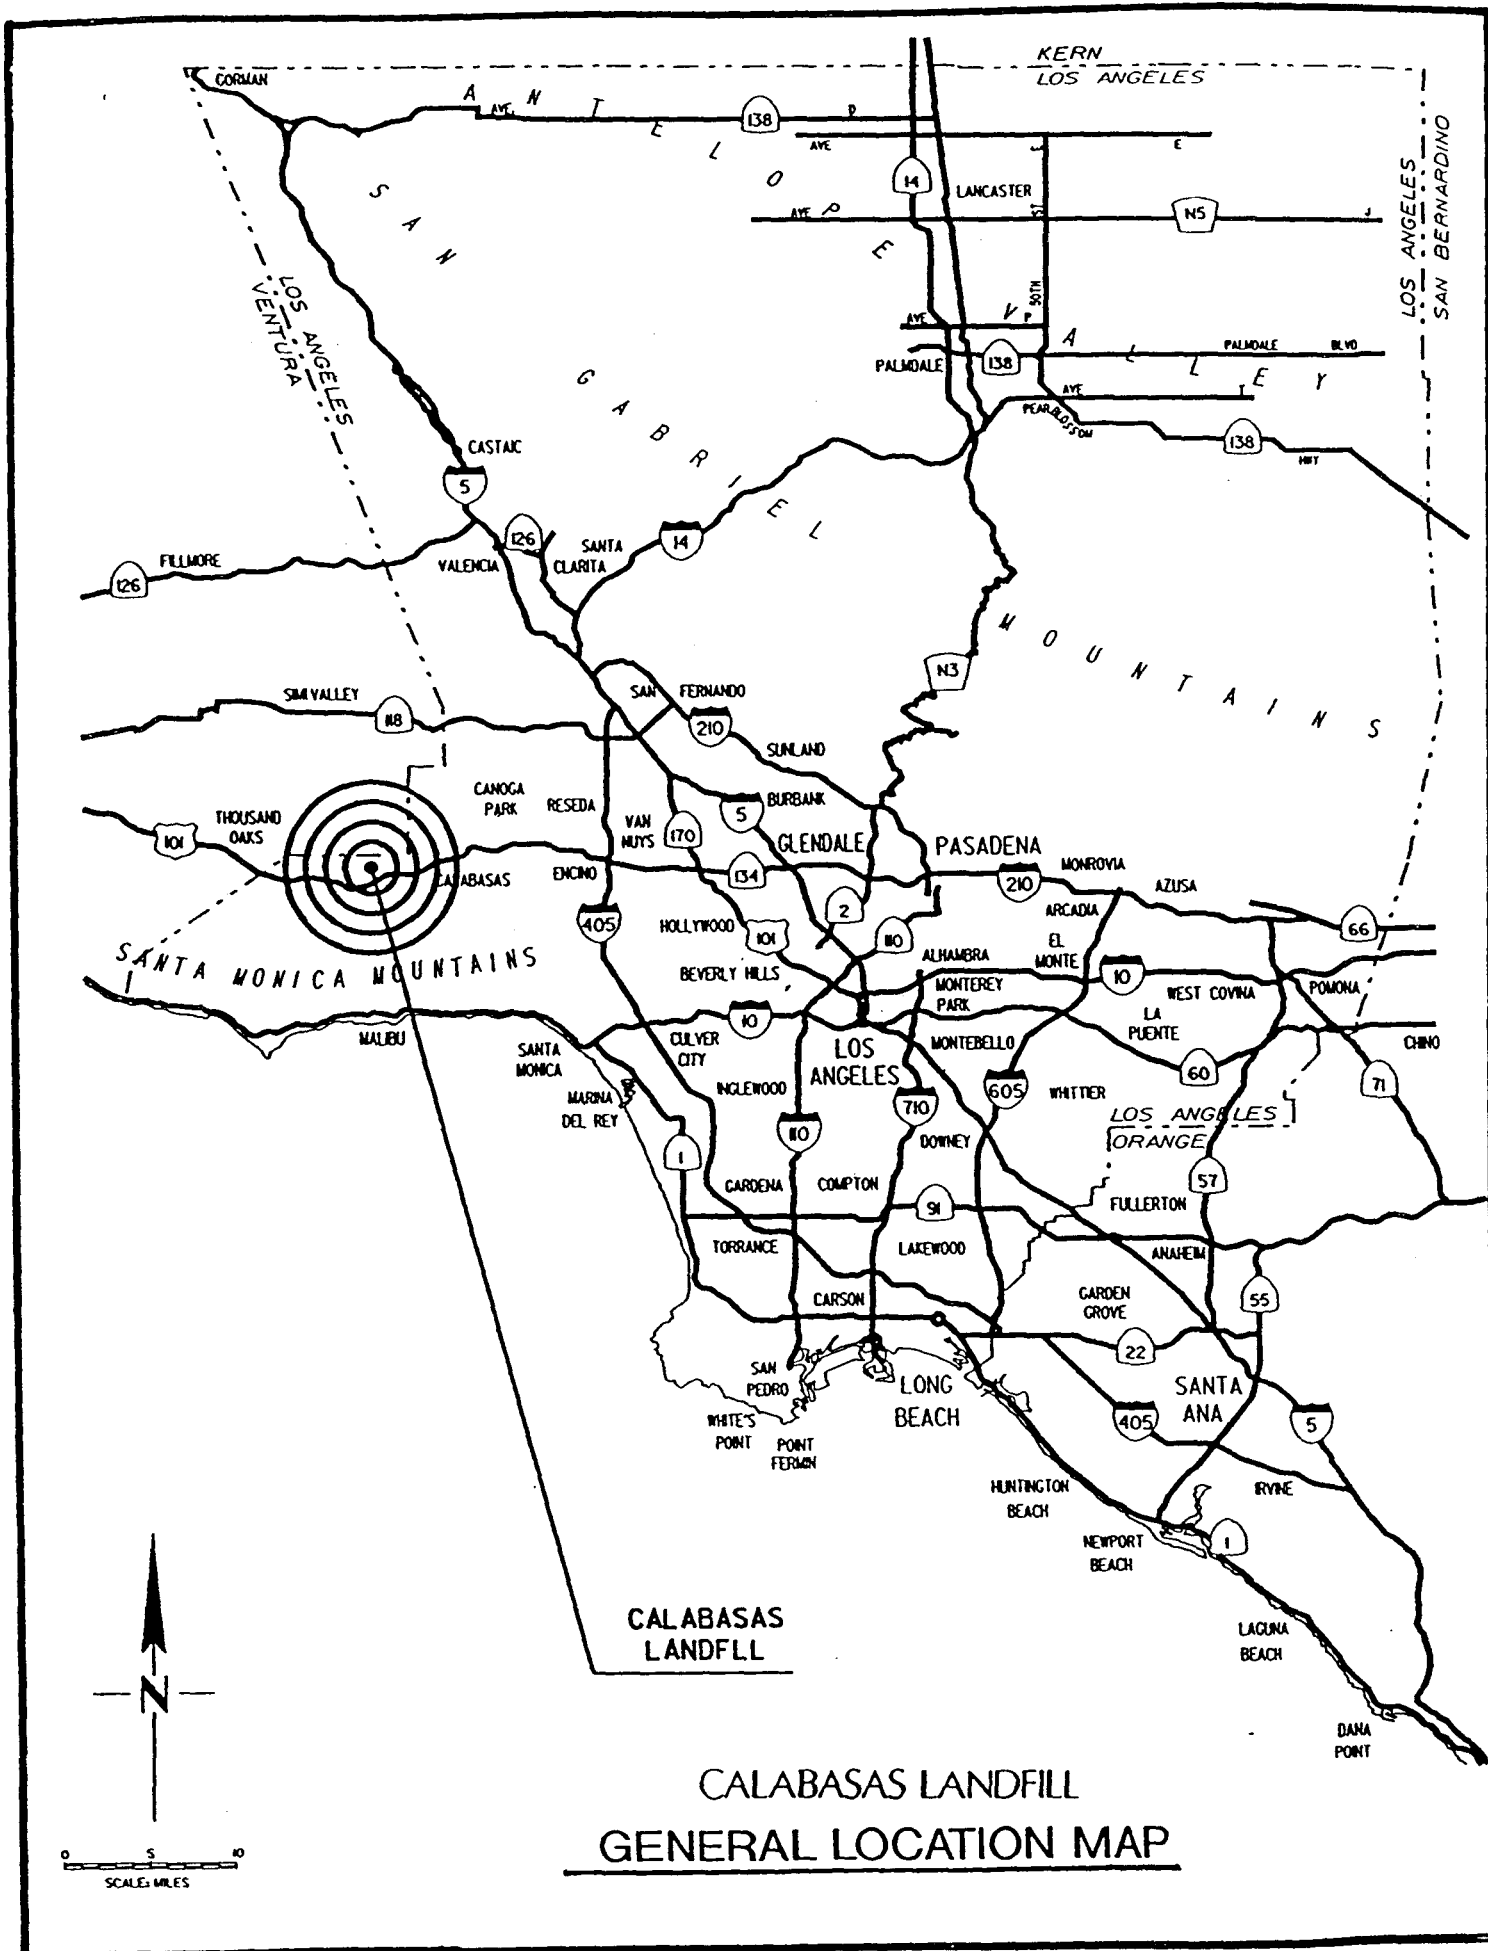 KERN
LOS ANGELES
GORMAN
ANTELOPE VALLEY
AVE.
138
D
AVE
E
LOS ANGELES
SAN BERNARDINO
14
LANCASTER
E
ST
50TH
AVE
N5
J
SAN GABRIEL MOUNTAINS
LOS ANGELES
VENTURA
AVE
P
PALMDALE
138
PALMDALE
BLVD
AVE
T
PEARBLOSSOM
138
HWY
CASTAIC
5
126
SANTA
CLARITA
14
FILLMORE
126
VALENCIA
N3
SIMI VALLEY
118
SAN FERNANDO
210
SUNLAND
CANOGA
PARK
RESEDA
VAN
NUYS
170
5
BURBANK
THOUSAND
OAKS
101
GLENDALE
PASADENA
CALABASAS
ENCINO
134
MONROVIA
210
AZUSA
ARCADIA
405
HOLLYWOOD
101
2
110
66
SANTA MONICA MOUNTAINS
BEVERLY HILLS
ALHAMBRA
EL
MONTE
10
MONTEREY
PARK
WEST COVINA
POMONA
MALIBU
SANTA
MONICA
CULVER
CITY
10
LOS
ANGELES
MONTEBELLO
LA
PUENTE
60
CHINO
71
MARINA
DEL REY
INGLEWOOD
110
710
605
WHITTIER
LOS ANGELES
ORANGE
DOWNEY
1
GARDENA
COMPTON
91
57
FULLERTON
TORRANCE
LAKEWOOD
ANAHEIM
CARSON
GARDEN
GROVE
55
22
SAN
PEDRO
LONG
BEACH
SANTA
ANA
405
5
WHITE'S
POINT
POINT
FERMIN
HUNTINGTON
BEACH
IRVINE
NEWPORT
BEACH
1
LAGUNA
BEACH
DANA
POINT
CALABASAS
LANDFLL
N
0 5 10
SCALE: MILES
CALABASAS LANDFILL
GENERAL LOCATION MAP